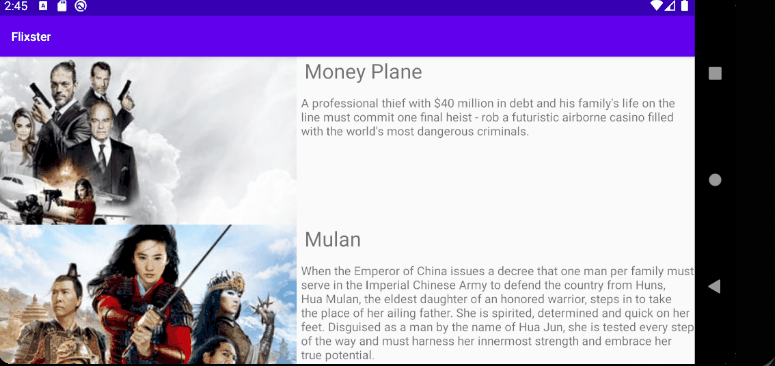 2:45
Flixster
Money Plane
A professional thief with $40 million in debt and his family's life on the
line must commit one final heist - rob a futuristic airborne casino filled
with the world's most dangerous criminals.
Mulan
When the Emperor of China issues a decree that one man per family must
serve in the Imperial Chinese Army to defend the country from Huns,
Hua Mulan, the eldest daughter of an honored warrior, steps in to take
the place of her ailing father. She is spirited, determined and quick on her
feet. Disguised as a man by the name of Hua Jun, she is tested every step
of the way and must harness her innermost strength and embrace her
true potential.